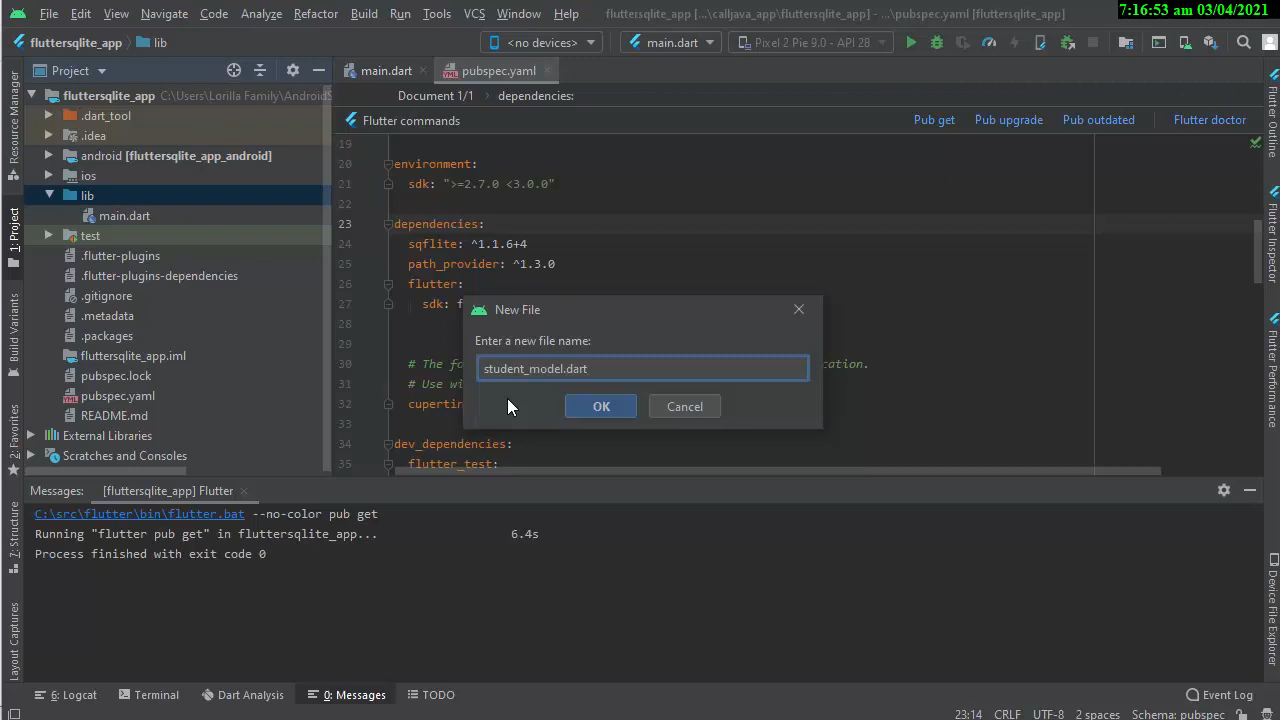 File Edit View Navigate Code Analyze Refactor Build Run Tools VCS Window Help fluttersqlite_app [...\calljava_app\fluttersqlite_app] - ...\pubspec.yaml [fluttersqlite_app]
7:16:53 am 03/04/2021
fluttersqlite_app lib <no devices> main.dart Pixel 2 Pie 9.0 - API 28
Project main.dart pubspec.yaml
fluttersqlite_app C:\Users\Lorilla Family\AndroidS
.dart_tool
.idea
android [fluttersqlite_app_android]
ios
lib
main.dart
test
.flutter-plugins
.flutter-plugins-dependencies
.gitignore
.metadata
.packages
fluttersqlite_app.iml
pubspec.lock
pubspec.yaml
README.md
External Libraries
Scratches and Consoles
Document 1/1 dependencies:
Flutter commands Pub get Pub upgrade Pub outdated Flutter doctor
19
20 environment:
21 sdk: ">=2.7.0 <3.0.0"
22
23 dependencies:
24 sqflite: ^1.1.6+4
25 path_provider: ^1.3.0
26 flutter:
27 sdk: f
28
30 # The fo cation.
31 # Use wi
32 cupertin
33
34 dev_dependencies:
35 flutter_test:
New File
Enter a new file name:
student_model.dart
OK Cancel
Messages: [fluttersqlite_app] Flutter
C:\src\flutter\bin\flutter.bat --no-color pub get
Running "flutter pub get" in fluttersqlite_app... 6.4s
Process finished with exit code 0
6: Logcat Terminal Dart Analysis 0: Messages TODO Event Log
23:14 CRLF UTF-8 2 spaces Schema: pubspec
Resource Manager
1: Project
Build Variants
2: Favorites
7: Structure
Layout Captures
Flutter Outline
Flutter Inspector
Flutter Performance
Device File Explorer